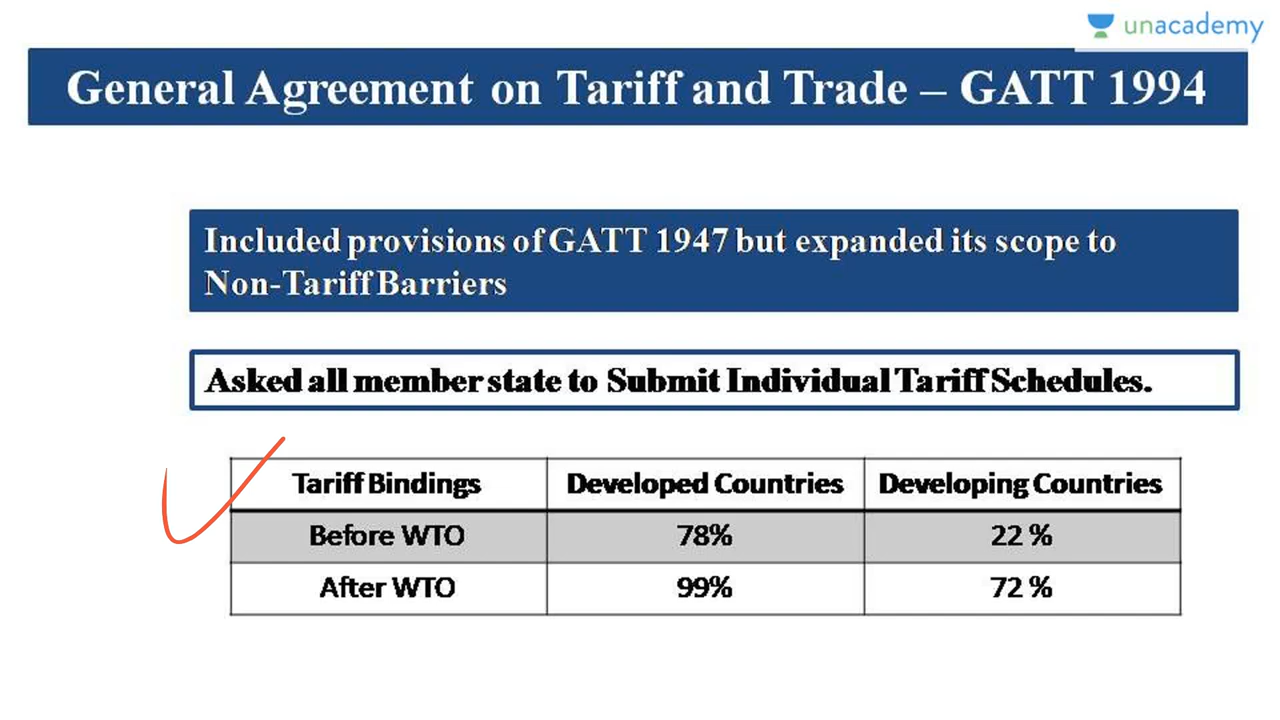 unacademy
General Agreement on Tariff and Trade – GATT 1994
Included provisions of GATT 1947 but expanded its scope to
Non-Tariff Barriers
Asked all member state to Submit Individual Tariff Schedules.
Tariff Bindings Developed Countries Developing Countries
Before WTO 78% 22 %
After WTO 99% 72 %